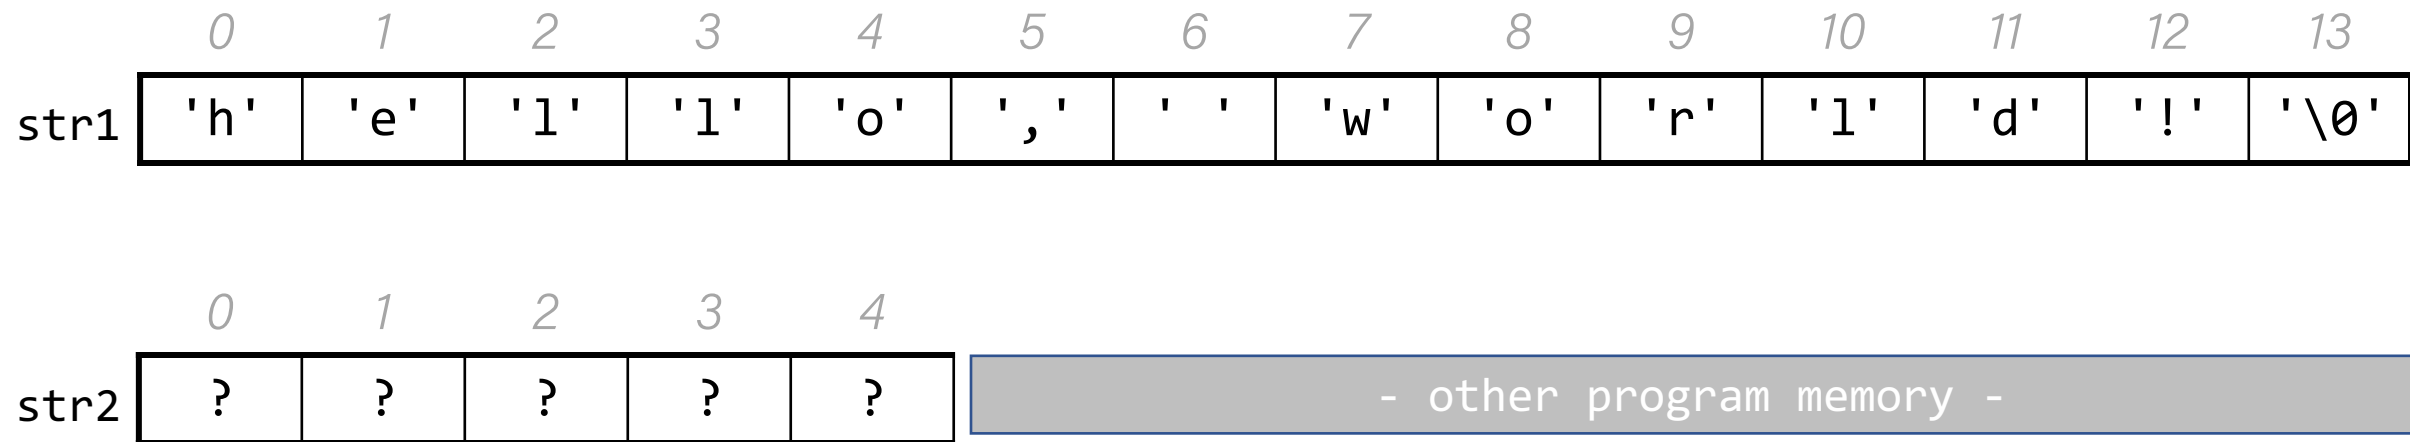 0 1 2 3 4 5 6 7 8 9 10 11 12 13
str1 'h' 'e' 'l' 'l' 'o' ',' ' ' 'w' 'o' 'r' 'l' 'd' '!' '\0'
0 1 2 3 4
str2 ? ? ? ? ? - other program memory -